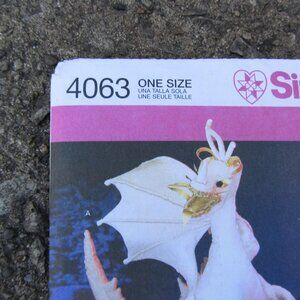 4063
ONE SIZE
UNA TALLA SOLA
UNE SEULE TAILLE
Si
A